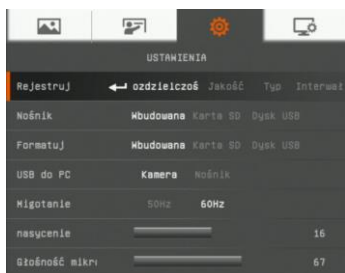 USTAWIENIA
Rejestruj ozdzielczoś Jakość Typ Interwał
Nośnik Wbudowana Karta SD Dysk USB
Formatuj Wbudowana Karta SD Dysk USB
USB do PC Kamera Nośnik
Migotanie 50Hz 60Hz
nasycenie 16
Głośność mikr 67